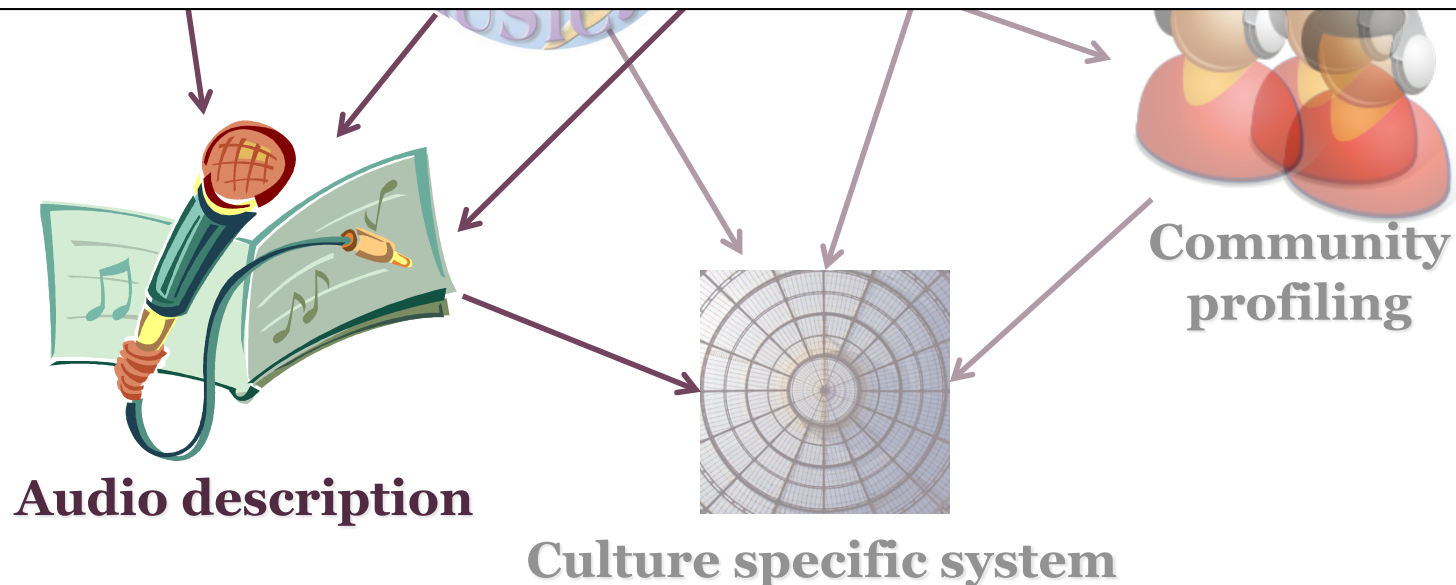 Community
profiling
Audio description
Culture specific system